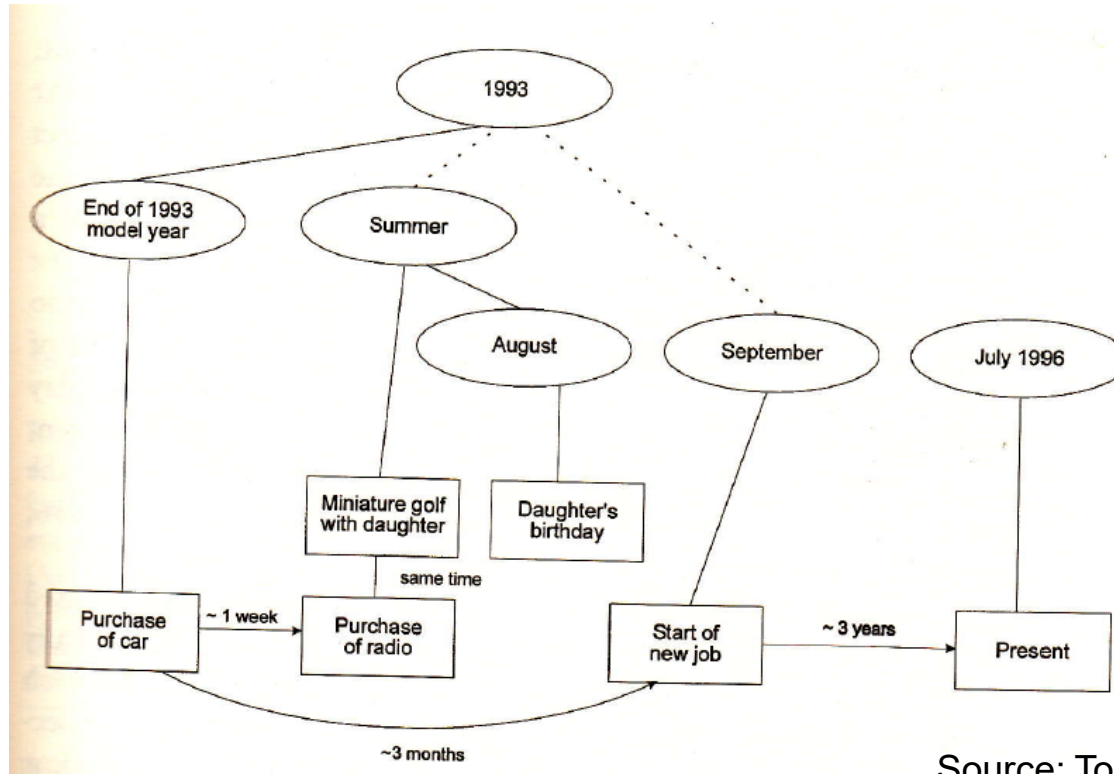 1993
End of 1993
model year
Summer
August
September
July 1996
Miniature golf
with daughter
Daughter's
birthday
same time
Purchase
of car
~ 1 week
Purchase
of radio
Start of
new job
~ 3 years
Present
~3 months
Source: To